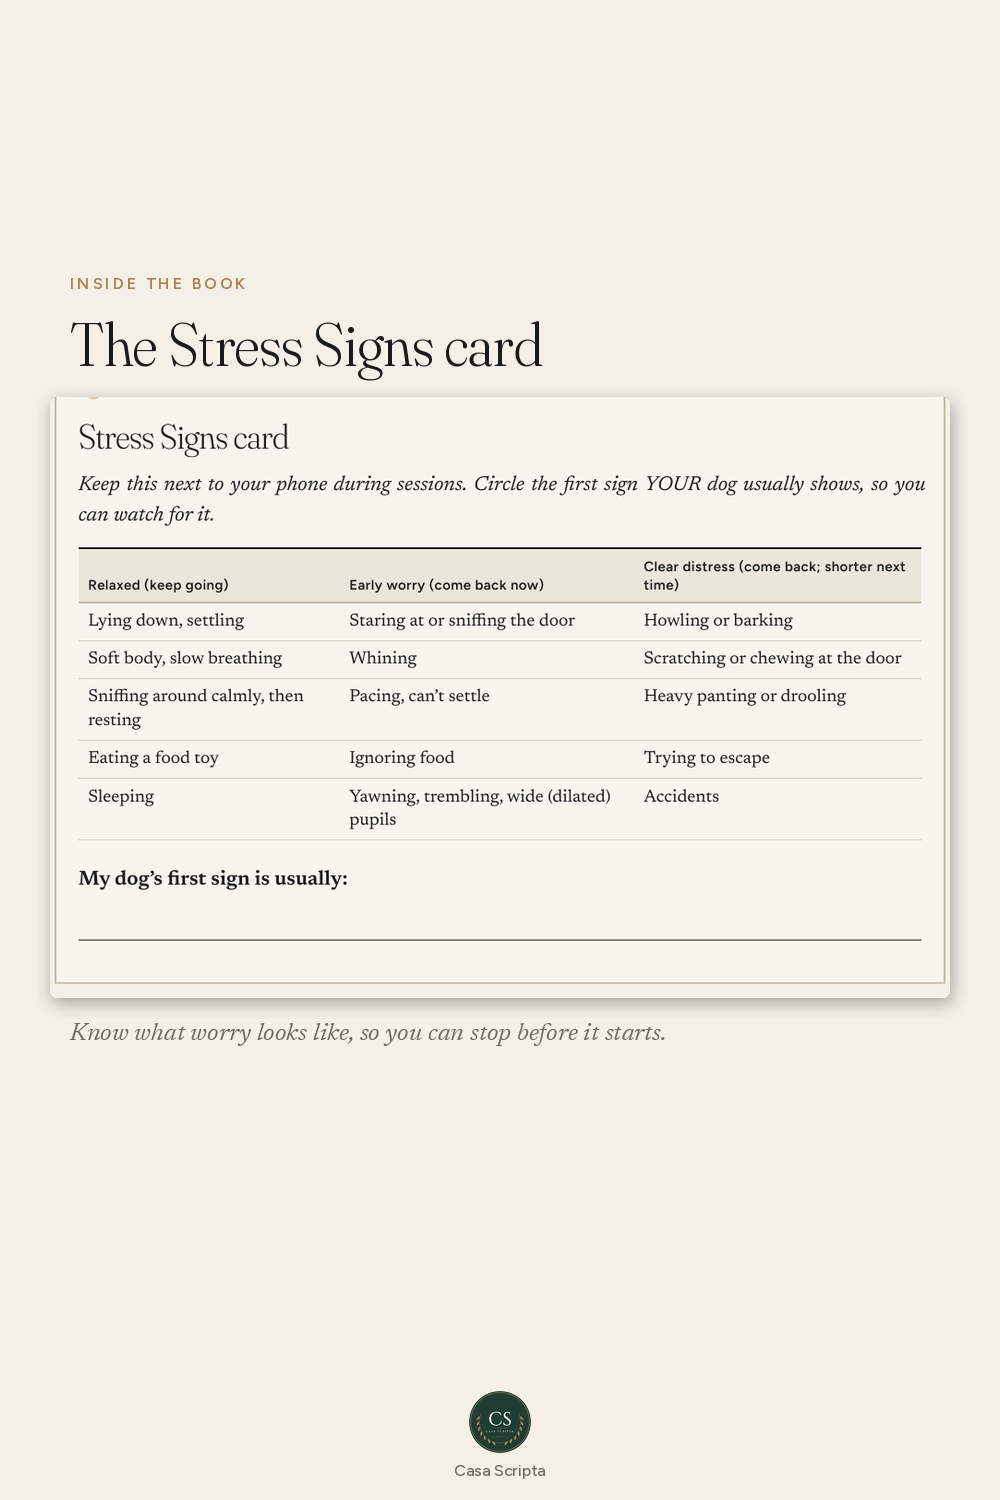 INSIDE THE BOOK
The Stress Signs card
Stress Signs card
Keep this next to your phone during sessions. Circle the first sign YOUR dog usually shows, so you
can watch for it.
Relaxed (keep going) Early worry (come back now) Clear distress (come back; shorter next
time)
Lying down, settling Staring at or sniffing the door Howling or barking
Soft body, slow breathing Whining Scratching or chewing at the door
Sniffing around calmly, then Pacing, can’t settle Heavy panting or drooling
resting
Eating a food toy Ignoring food Trying to escape
Sleeping Yawning, trembling, wide (dilated) Accidents
pupils
My dog’s first sign is usually:
Know what worry looks like, so you can stop before it starts.
CS
CASA SCRIPTA
Casa Scripta